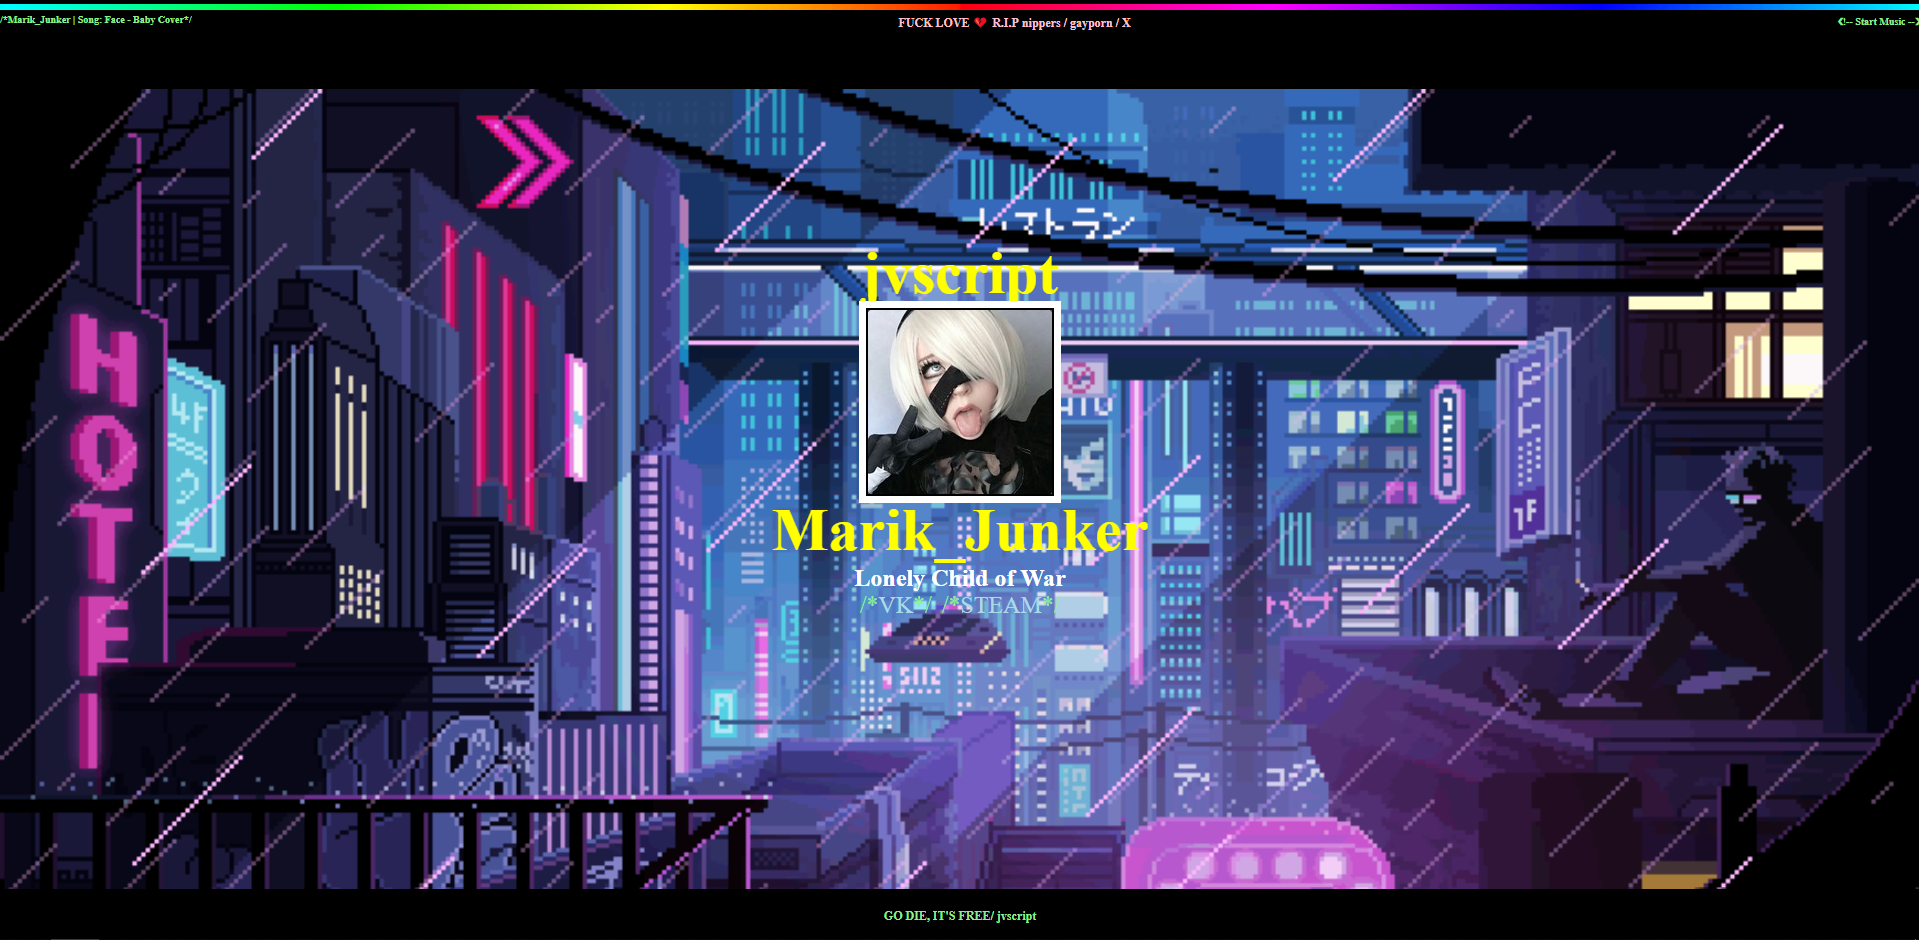 /*Marik_Junker | Song: Face - Baby Cover*/
FUCK LOVE 💔 R.I.P nippers / gayporn / X
<!-- Start Music -->
レストラン
jvscript
HOTEL
Marik_Junker
Lonely Child of War
/*VK*/ /*STEAM*/
GO DIE, IT'S FREE/ jvscript